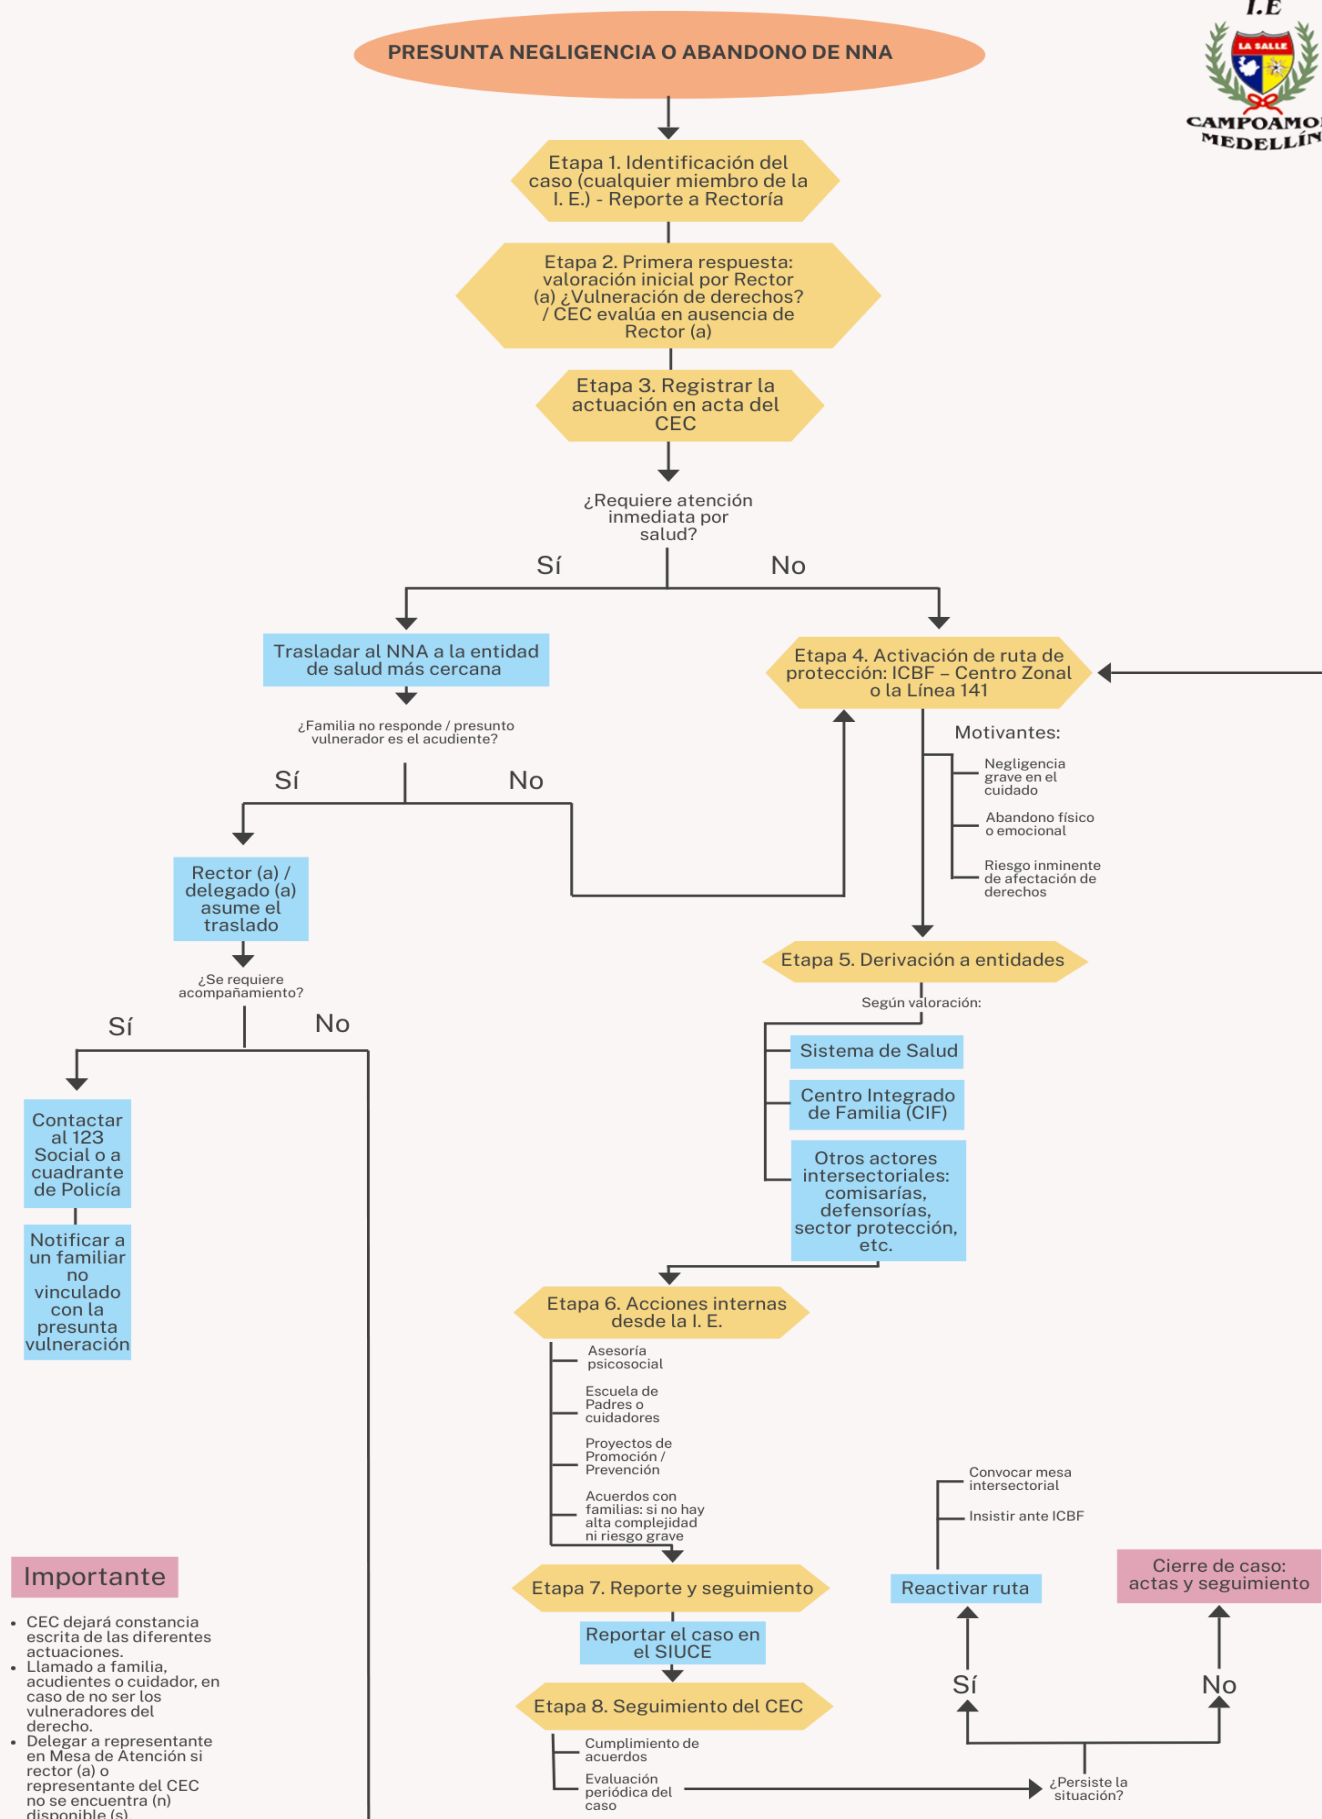 I.E
LA SALLE
MEDELLÍN
PRESUNTA NEGLIGENCIA O ABANDONO DE NNA
Etapa 1. Identificación del
caso (cualquier miembro de la
I. E.) - Reporte a Rectoría
Etapa 2. Primera respuesta:
valoración inicial por Rector
(a) ¿Vulneración de derechos?
/ CEC evalúa en ausencia de
Rector (a)
Etapa 3. Registrar la
actuación en acta del
CEC
¿Requiere atención
inmediata por
salud?
Sí
No
Trasladar al NNA a la entidad
de salud más cercana
¿Familia no responde / presunto
vulnerador es el acudiente?
Sí
No
Rector (a) /
delegado (a)
asume el
traslado
¿Se requiere
acompañamiento?
Sí
No
Contactar
al 123
Social o a
cuadrante
de Policía
Notificar a
un familiar
no
vinculado
con la
presunta
vulneración
Etapa 4. Activación de ruta de
protección: ICBF – Centro Zonal
o la Línea 141
Motivantes:
Negligencia
grave en el
cuidado
Abandono físico
o emocional
Riesgo inminente
de afectación de
derechos
Etapa 5. Derivación a entidades
Según valoración:
Sistema de Salud
Centro Integrado
de Familia (CIF)
Otros actores
intersectoriales:
comisarías,
defensorías,
sector protección,
etc.
Etapa 6. Acciones internas
desde la I. E.
Asesoría
psicosocial
Escuela de
Padres o
cuidadores
Proyectos de
Promoción /
Prevención
Acuerdos con
familias: si no hay
alta complejidad
ni riesgo grave
Etapa 7. Reporte y seguimiento
Reportar el caso en
el SIUCE
Etapa 8. Seguimiento del CEC
Cumplimiento de
acuerdos
Evaluación
periódica del
caso
¿Persiste la
situación?
Sí
No
Reactivar ruta
Convocar mesa
intersectorial
Insistir ante ICBF
Cierre de caso:
actas y seguimiento
Importante
• CEC dejará constancia
escrita de las diferentes
actuaciones.
• Llamado a familia,
acudientes o cuidador, en
caso de no ser los
vulneradores del
derecho.
• Delegar a representante
en Mesa de Atención si
rector (a) o
representante del CEC
no se encuentra (n)
disponible (s).